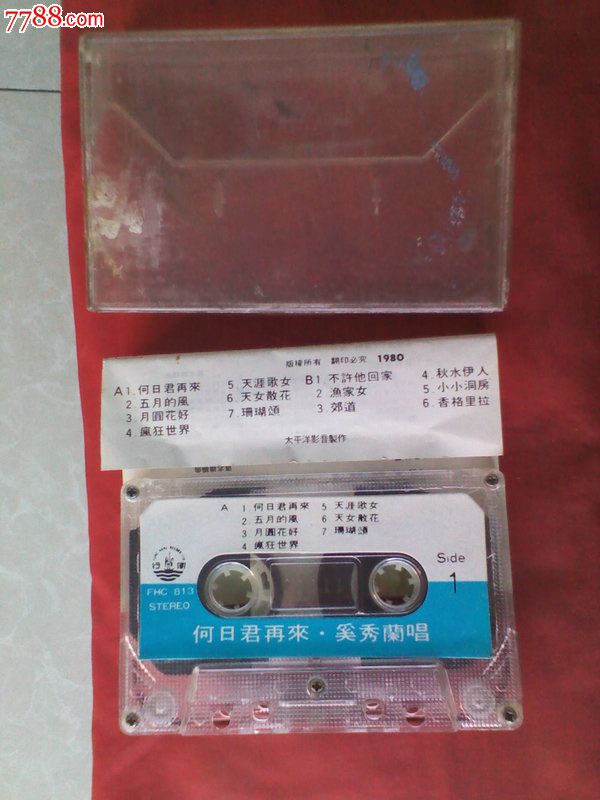 7788.com
版權所有 翻印必究 1980
A1. 何日君再來 5. 天涯歌女 B1. 不許他回家 4. 秋水伊人
2. 五月的風 6. 天女散花 2. 漁家女 5. 小小洞房
3. 月圓花好 7. 珊瑚頌 3. 郊道 6. 香格里拉
4. 瘋狂世界
太平洋影音製作
A 1 何日君再來 5 天涯歌女
2 五月的風 6 天女散花
3 月圓花好 7 珊瑚頌
4 瘋狂世界
Side
1
FHC 813
STEREO
何日君再來·奚秀蘭唱